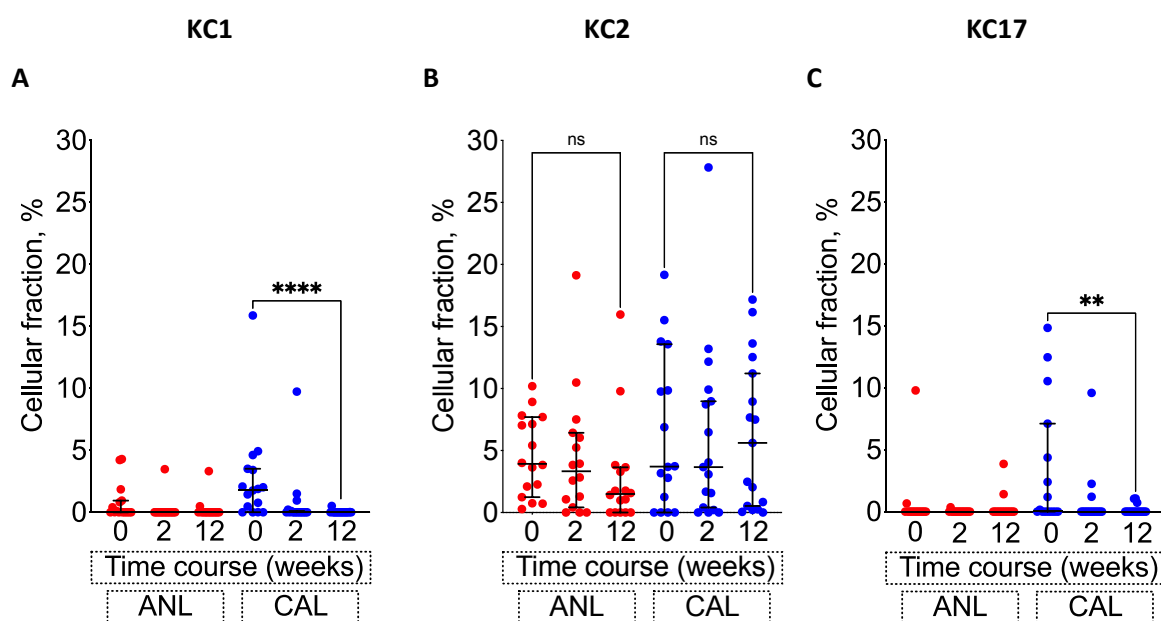 KC1
KC2
KC17
A
B
C
Cellular fraction, %
30
25
20
15
10
5
0
****
0 2 12 0 2 12
Time course (weeks)
ANL CAL
Cellular fraction, %
30
25
20
15
10
5
0
ns ns
0 2 12 0 2 12
Time course (weeks)
ANL CAL
Cellular fraction, %
30
25
20
15
10
5
0
**
0 2 12 0 2 12
Time course (weeks)
ANL CAL